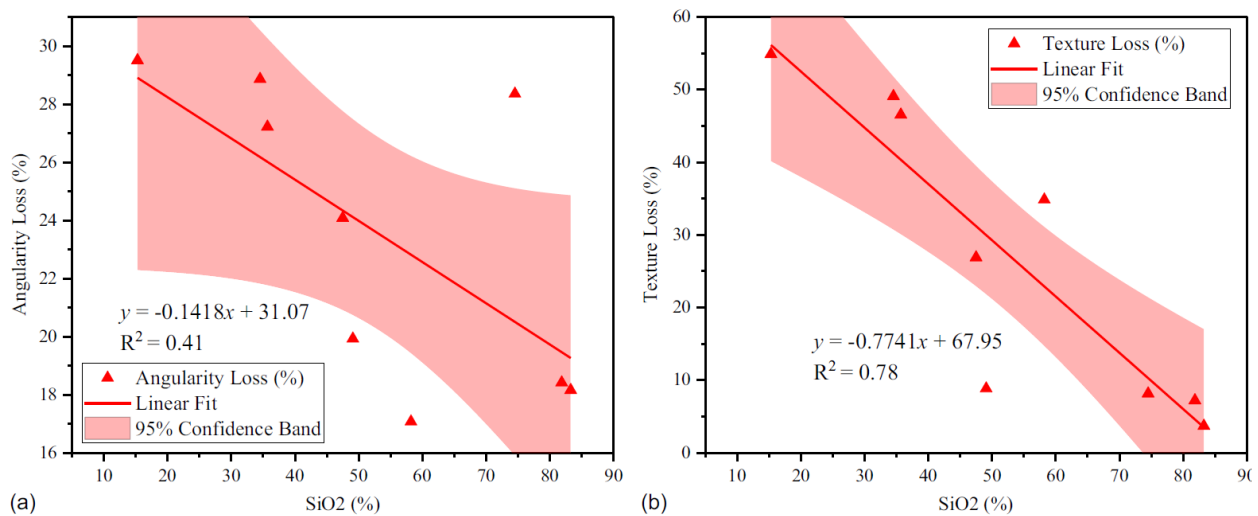 30
28
26
24
22
20
18
16
Angularity Loss (%)
y = -0.1418x + 31.07
R² = 0.41
Angularity Loss (%)
Linear Fit
95% Confidence Band
10 20 30 40 50 60 70 80 90
(a)
SiO2 (%)
60
50
40
30
20
10
0
Texture Loss (%)
Texture Loss (%)
Linear Fit
95% Confidence Band
y = -0.7741x + 67.95
R² = 0.78
10 20 30 40 50 60 70 80 90
(b)
SiO2 (%)